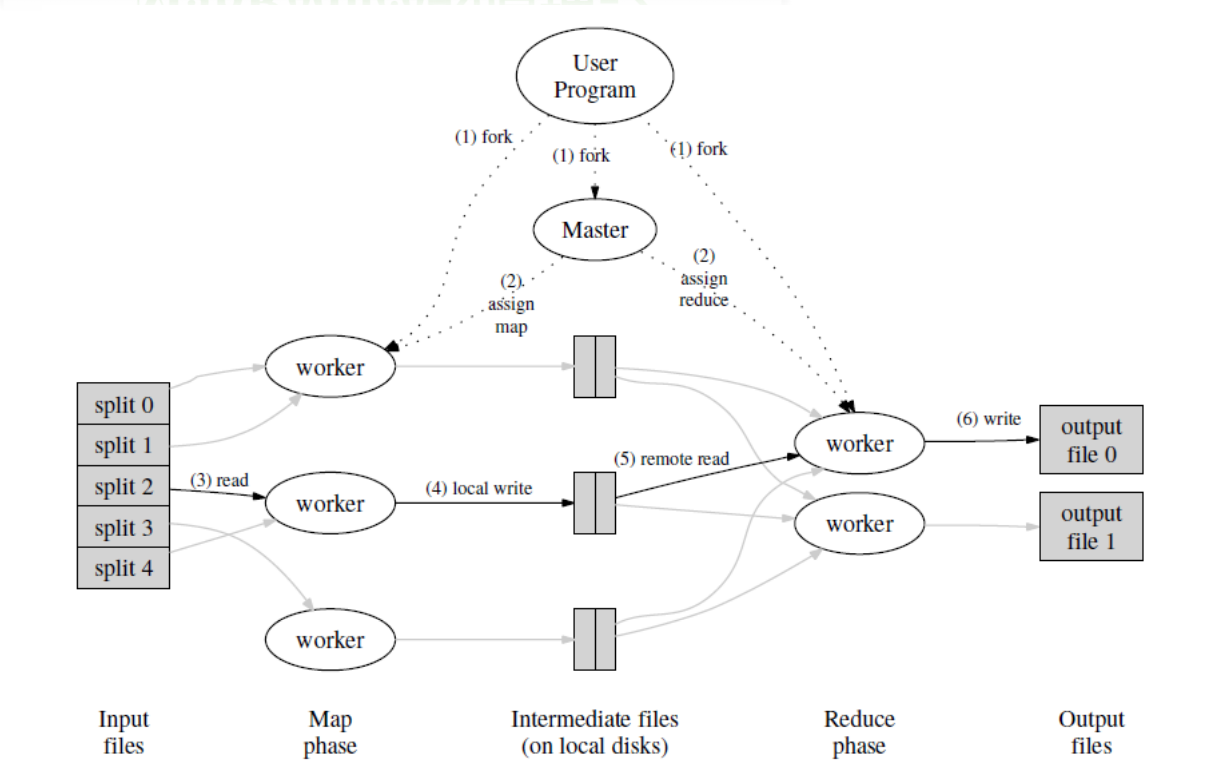 User
Program
(1) fork
(1) fork
(1) fork
Master
(2)
assign
map
(2)
assign
reduce
worker
split 0
split 1
split 2
split 3
split 4
(3) read
worker
(4) local write
worker
(5) remote read
worker
worker
(6) write
output
file 0
output
file 1
Input
files
Map
phase
Intermediate files
(on local disks)
Reduce
phase
Output
files